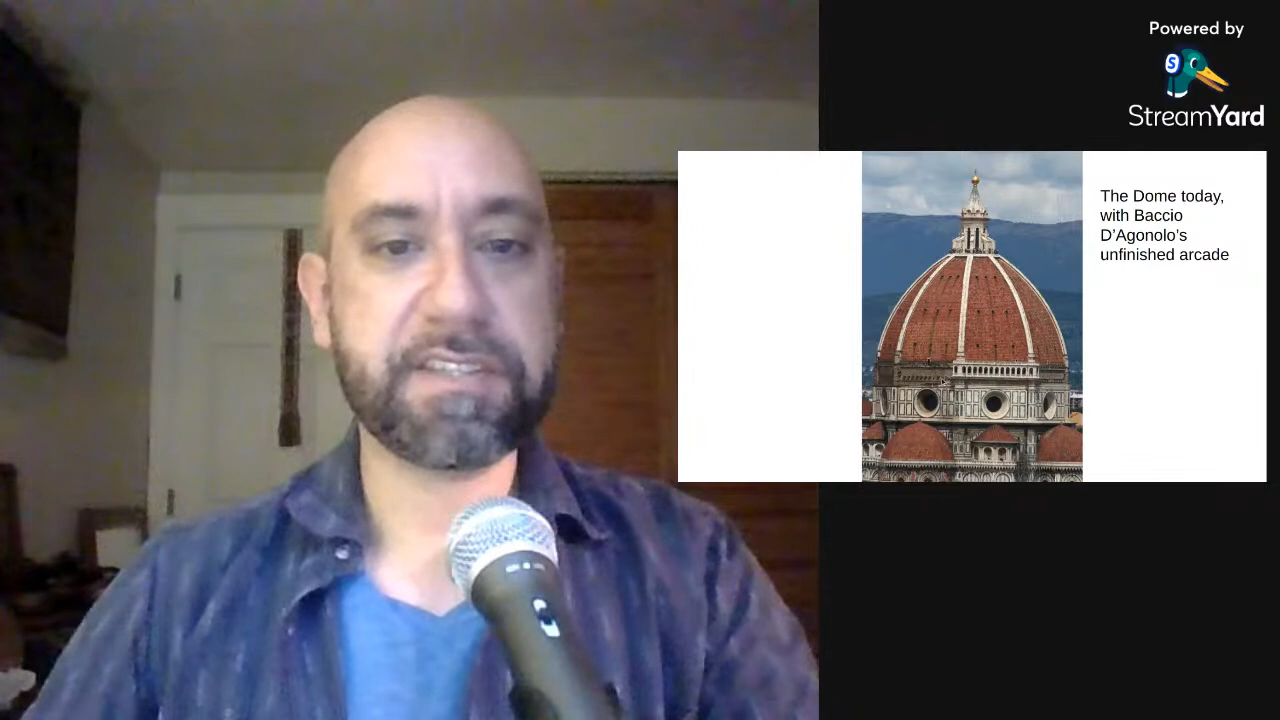 Powered by
S
StreamYard
The Dome today,
with Baccio
D'Agonolo's
unfinished arcade